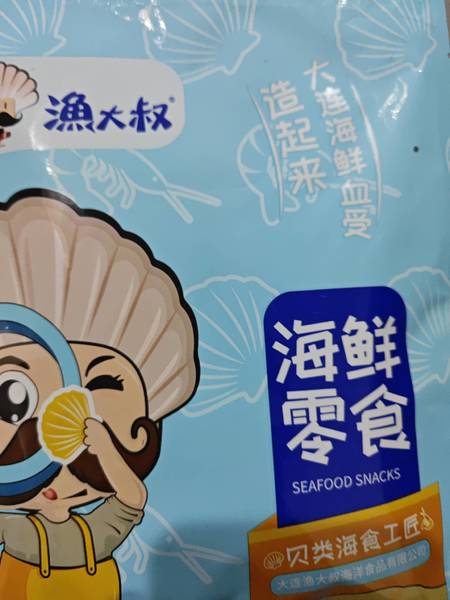 漁大叔®
大连海鲜血受
造起来
海鲜
零食
SEAFOOD SNACKS
贝类海食工匠
大连渔大叔海洋食品有限公司